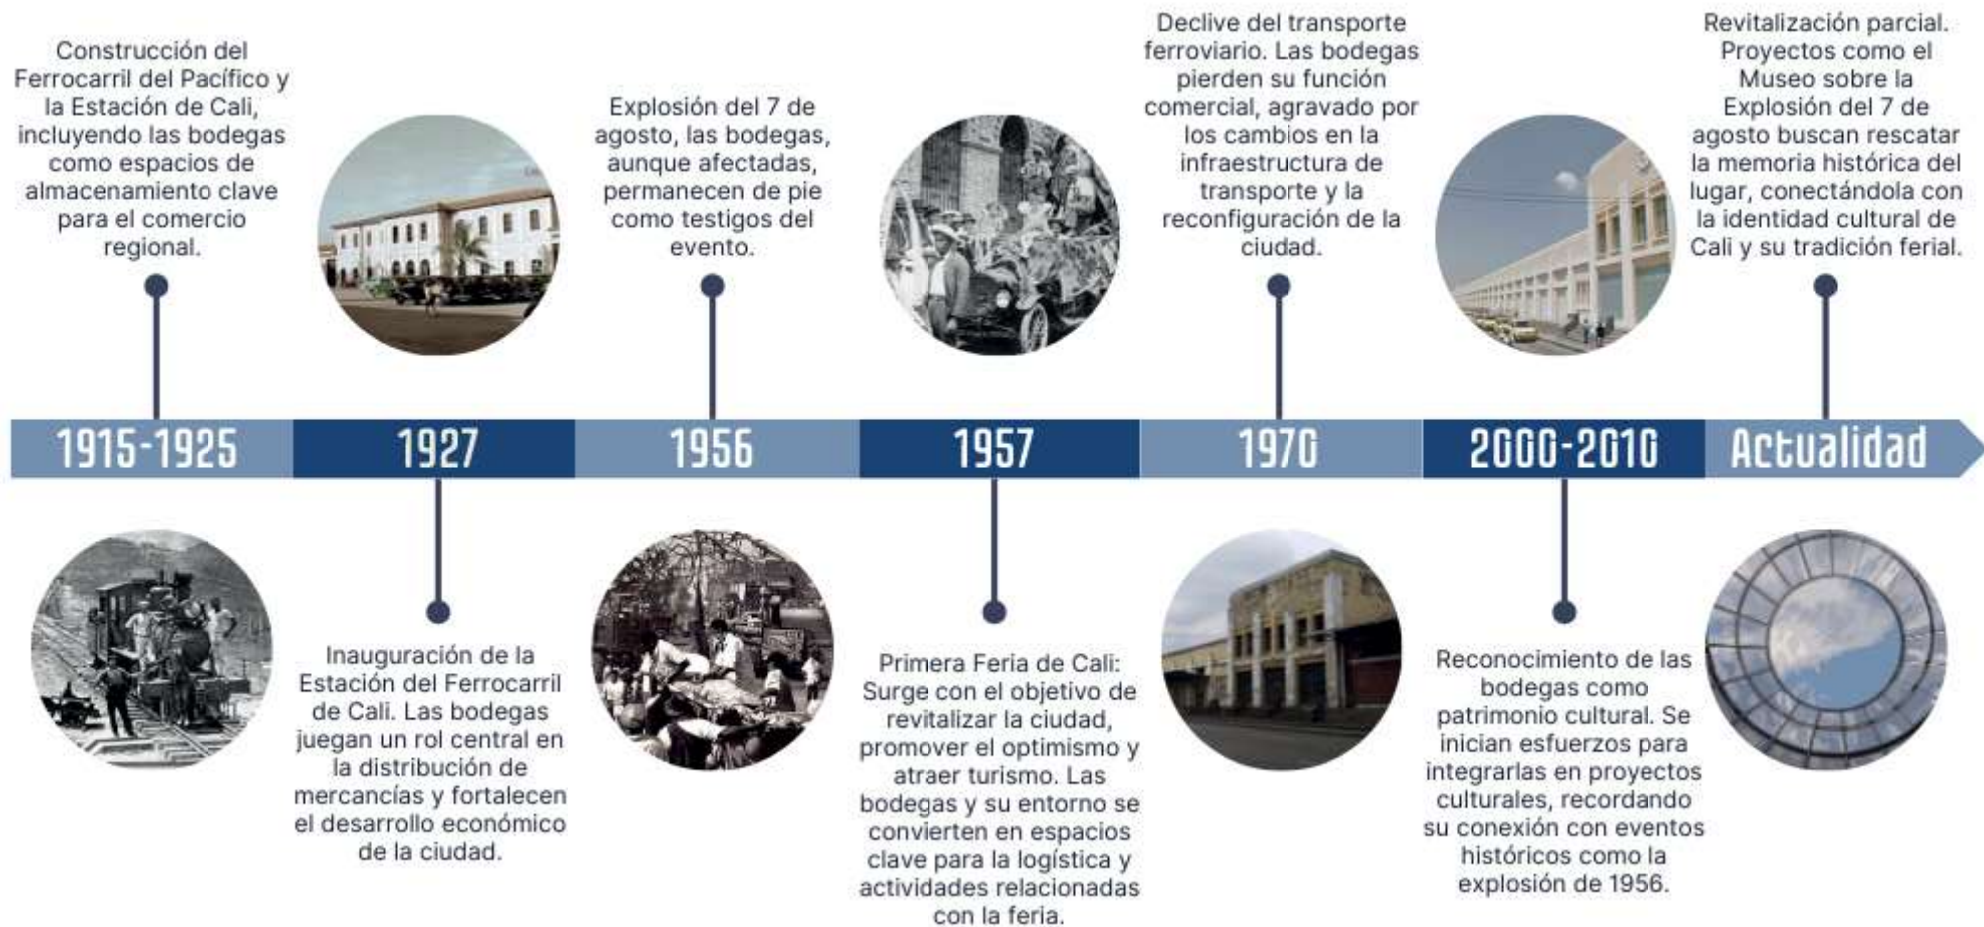 Construcción del
Ferrocarril del Pacífico y
la Estación de Cali,
incluyendo las bodegas
como espacios de
almacenamiento clave
para el comercio
regional.
1915-1925
1927
Inauguración de la
Estación del Ferrocarril
de Cali. Las bodegas
juegan un rol central en
la distribución de
mercancías y fortalecen
el desarrollo económico
de la ciudad.
Explosión del 7 de
agosto, las bodegas,
aunque afectadas,
permanecen de pie
como testigos del
evento.
1956
1957
Primera Feria de Cali:
Surge con el objetivo de
revitalizar la ciudad,
promover el optimismo y
atraer turismo. Las
bodegas y su entorno se
convierten en espacios
clave para la logística y
actividades relacionadas
con la feria.
Declive del transporte
ferroviario. Las bodegas
pierden su función
comercial, agravado por
los cambios en la
infraestructura de
transporte y la
reconfiguración de la
ciudad.
1970
2000-2010
Reconocimiento de las
bodegas como
patrimonio cultural. Se
inician esfuerzos para
integrarlas en proyectos
culturales, recordando
su conexión con eventos
históricos como la
explosión de 1956.
Revitalización parcial.
Proyectos como el
Museo sobre la
Explosión del 7 de
agosto buscan rescatar
la memoria histórica del
lugar, conectándola con
la identidad cultural de
Cali y su tradición ferial.
Actualidad